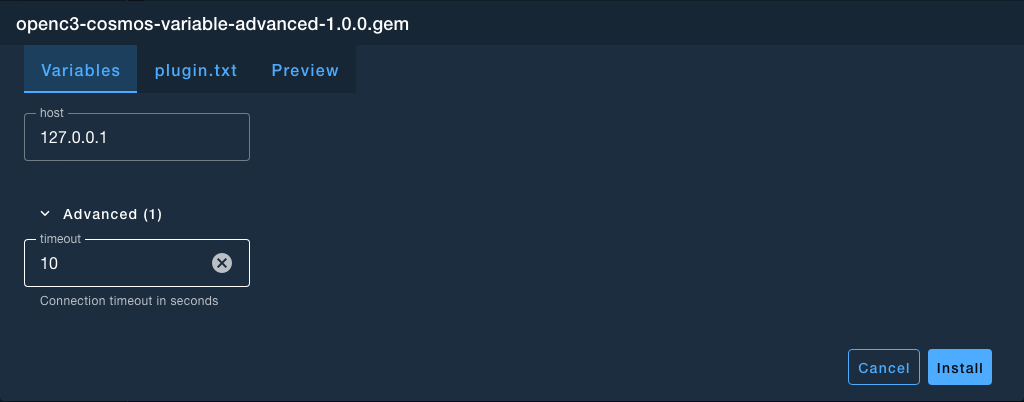 openc3-cosmos-variable-advanced-1.0.0.gem
Variables plugin.txt Preview
host
127.0.0.1
Advanced (1)
timeout
10
Connection timeout in seconds
Cancel Install